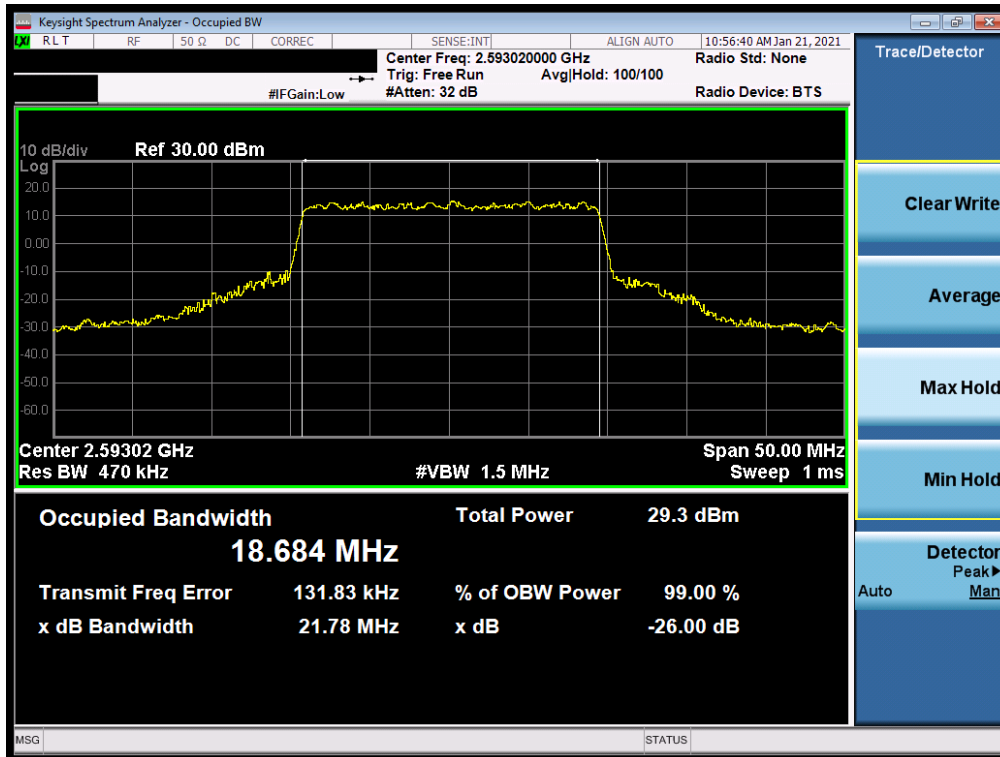 Keysight Spectrum Analyzer - Occupied BW
LXI RLT RF 50 Ω DC CORREC SENSE:INT ALIGN AUTO 10:56:40 AM Jan 21, 2021
Center Freq: 2.593020000 GHz Radio Std: None
Trig: Free Run Avg|Hold: 100/100
#IFGain:Low #Atten: 32 dB Radio Device: BTS
10 dB/div Ref 30.00 dBm
Log
20.0
10.0
0.00
-10.0
-20.0
-30.0
-40.0
-50.0
-60.0
Center 2.59302 GHz Span 50.00 MHz
Res BW 470 kHz #VBW 1.5 MHz Sweep 1 ms
Occupied Bandwidth Total Power 29.3 dBm
18.684 MHz
Transmit Freq Error 131.83 kHz % of OBW Power 99.00 %
x dB Bandwidth 21.78 MHz x dB -26.00 dB
MSG STATUS
Trace/Detector
Clear Write
Average
Max Hold
Min Hold
Detector
Peak▶
Auto Man